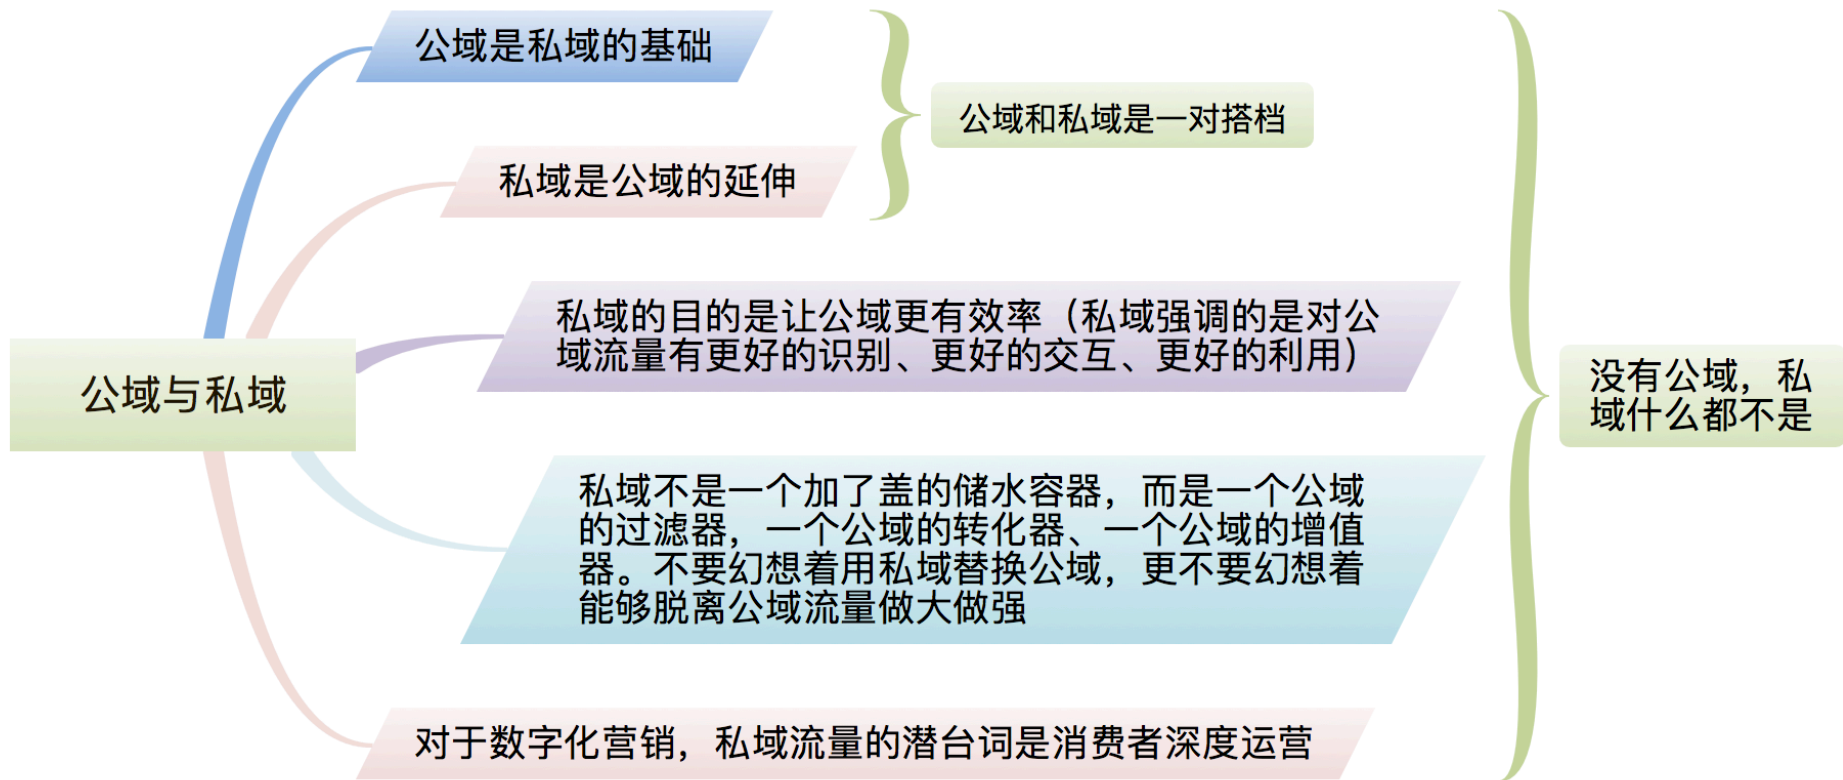 公域是私域的基础
公域和私域是一对搭档
私域是公域的延伸
私域的目的是让公域更有效率（私域强调的是对公
域流量有更好的识别、更好的交互、更好的利用）
公域与私域
没有公域，私
域什么都不是
私域不是一个加了盖的储水容器，而是一个公域
的过滤器，一个公域的转化器、一个公域的增值
器。不要幻想着用私域替换公域，更不要幻想着
能够脱离公域流量做大做强
对于数字化营销，私域流量的潜台词是消费者深度运营